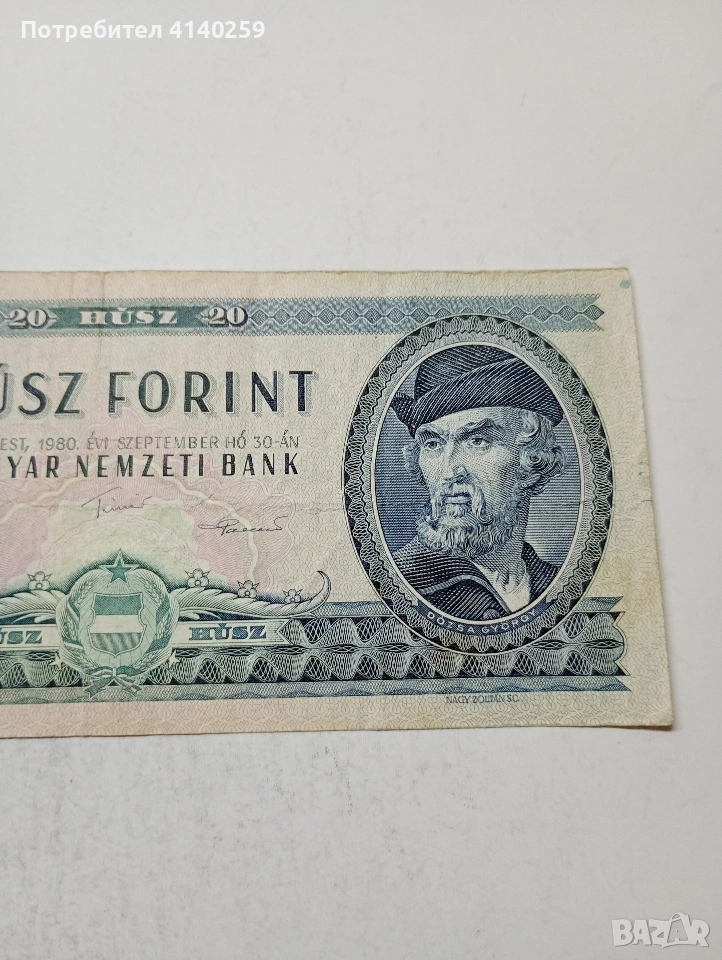 Потребител 4140259
20 HÚSZ 20
ÚSZ FORINT
EST, 1980. ÉVI SZEPTEMBER HÓ 30-ÁN
YAR NEMZETI BANK
DÓZSA GYÖRGY
ÚSZ HÚSZ
NAGY ZOLTÁN SC.
BAZAR